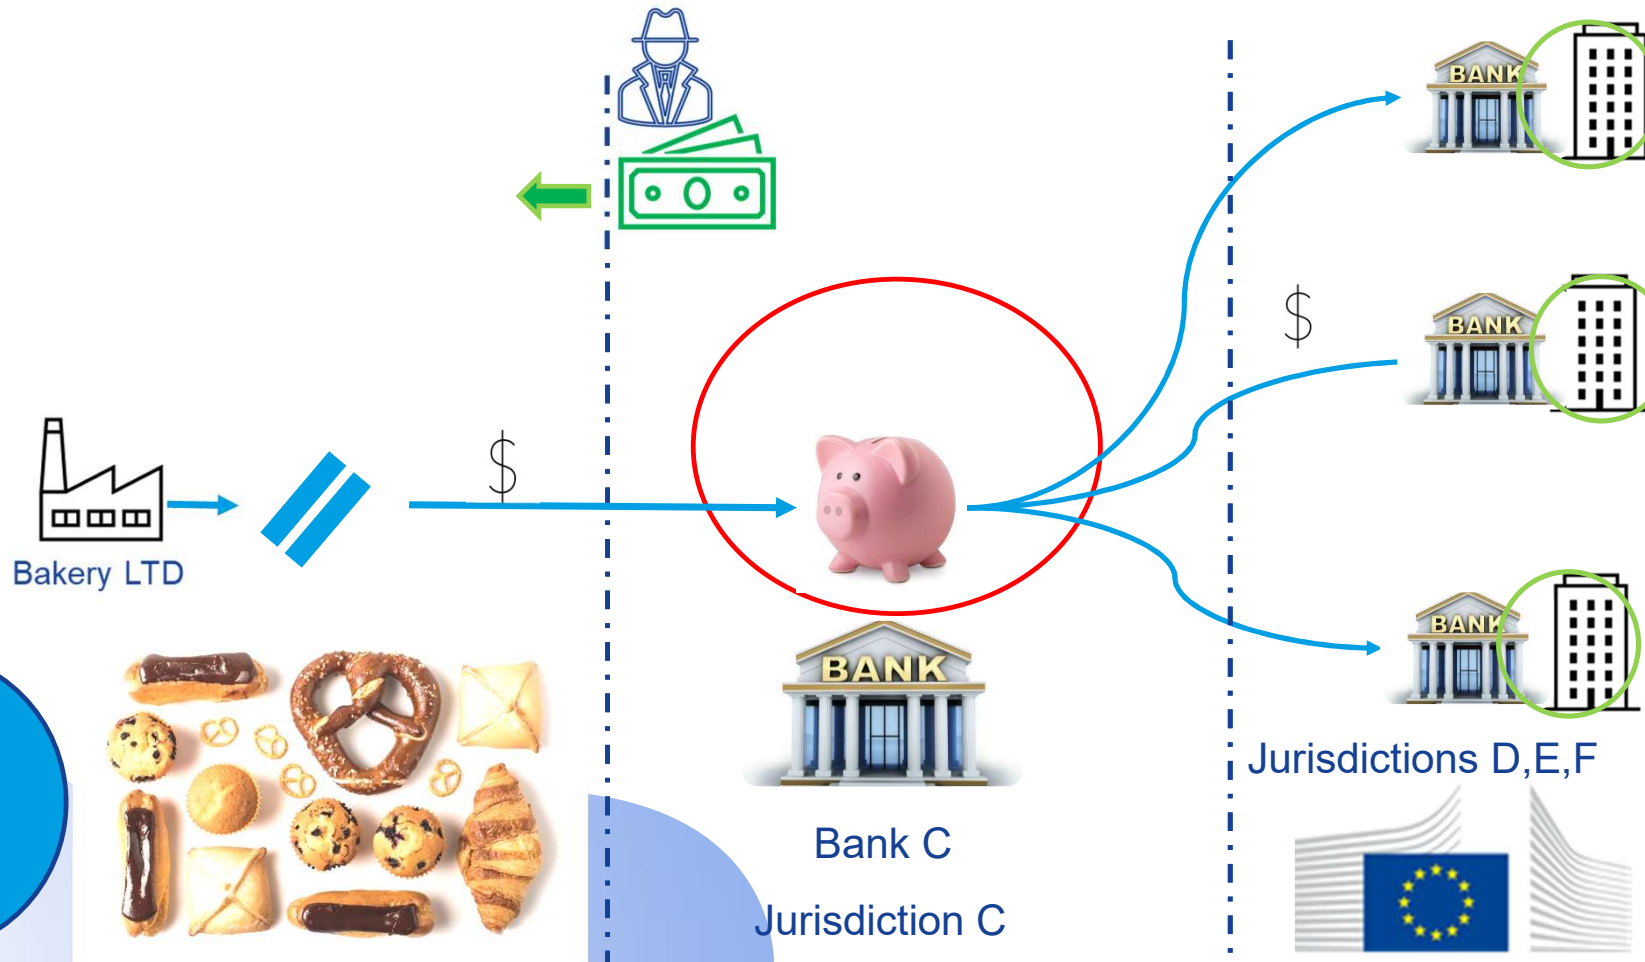 BANK
$
BANK
$
Bakery LTD
BANK
BANK
Jurisdictions D,E,F
Bank C
Jurisdiction C